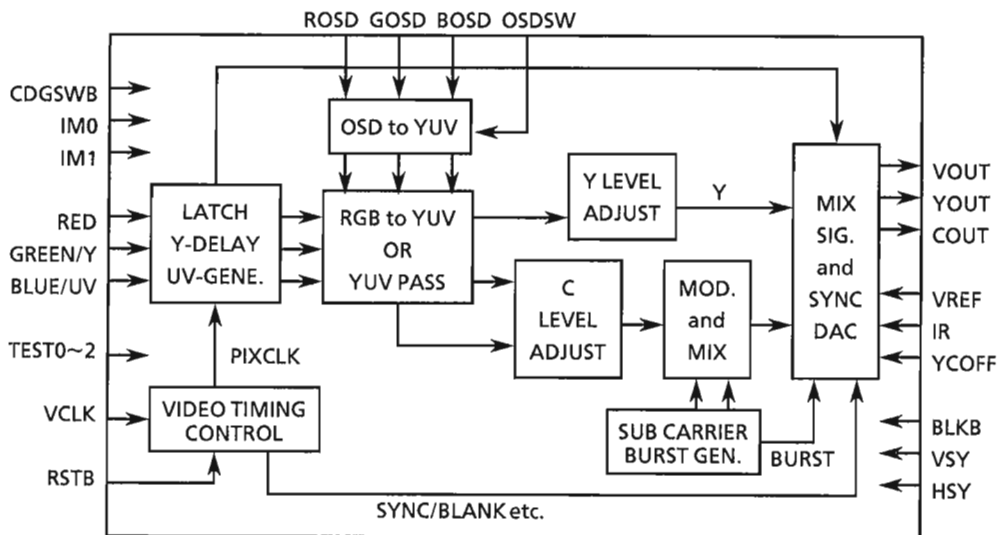 ROSD GOSD BOSD OSDSW
CDGSWB
IM0
IM1
RED
GREEN/Y
BLUE/UV
TEST0~2
VCLK
RSTB
OSD to YUV
LATCH
Y-DELAY
UV-GENE.
RGB to YUV
OR
YUV PASS
Y LEVEL
ADJUST
Y
C
LEVEL
ADJUST
MOD.
and
MIX
MIX
SIG.
and
SYNC
DAC
PIXCLK
VIDEO TIMING
CONTROL
SUB CARRIER
BURST GEN.
BURST
SYNC/BLANK etc.
VOUT
YOUT
COUT
VREF
IR
YCOFF
BLKB
VSY
HSY